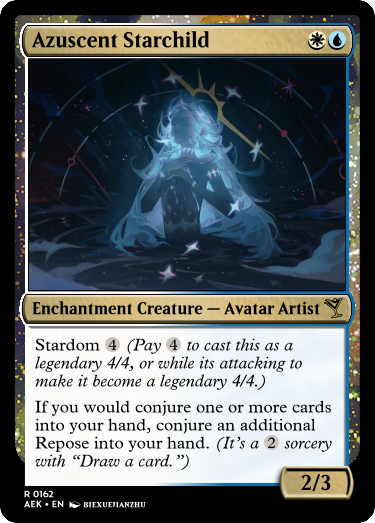 Azuscent Starchild
Enchantment Creature — Avatar Artist
Stardom 4 (Pay 4 to cast this as a
legendary 4/4, or while its attacking to
make it become a legendary 4/4.)
If you would conjure one or more cards
into your hand, conjure an additional
Repose into your hand. (It's a 2 sorcery
with “Draw a card.”)
2/3
R 0162
AEK • EN BIEXUEJIANZHU